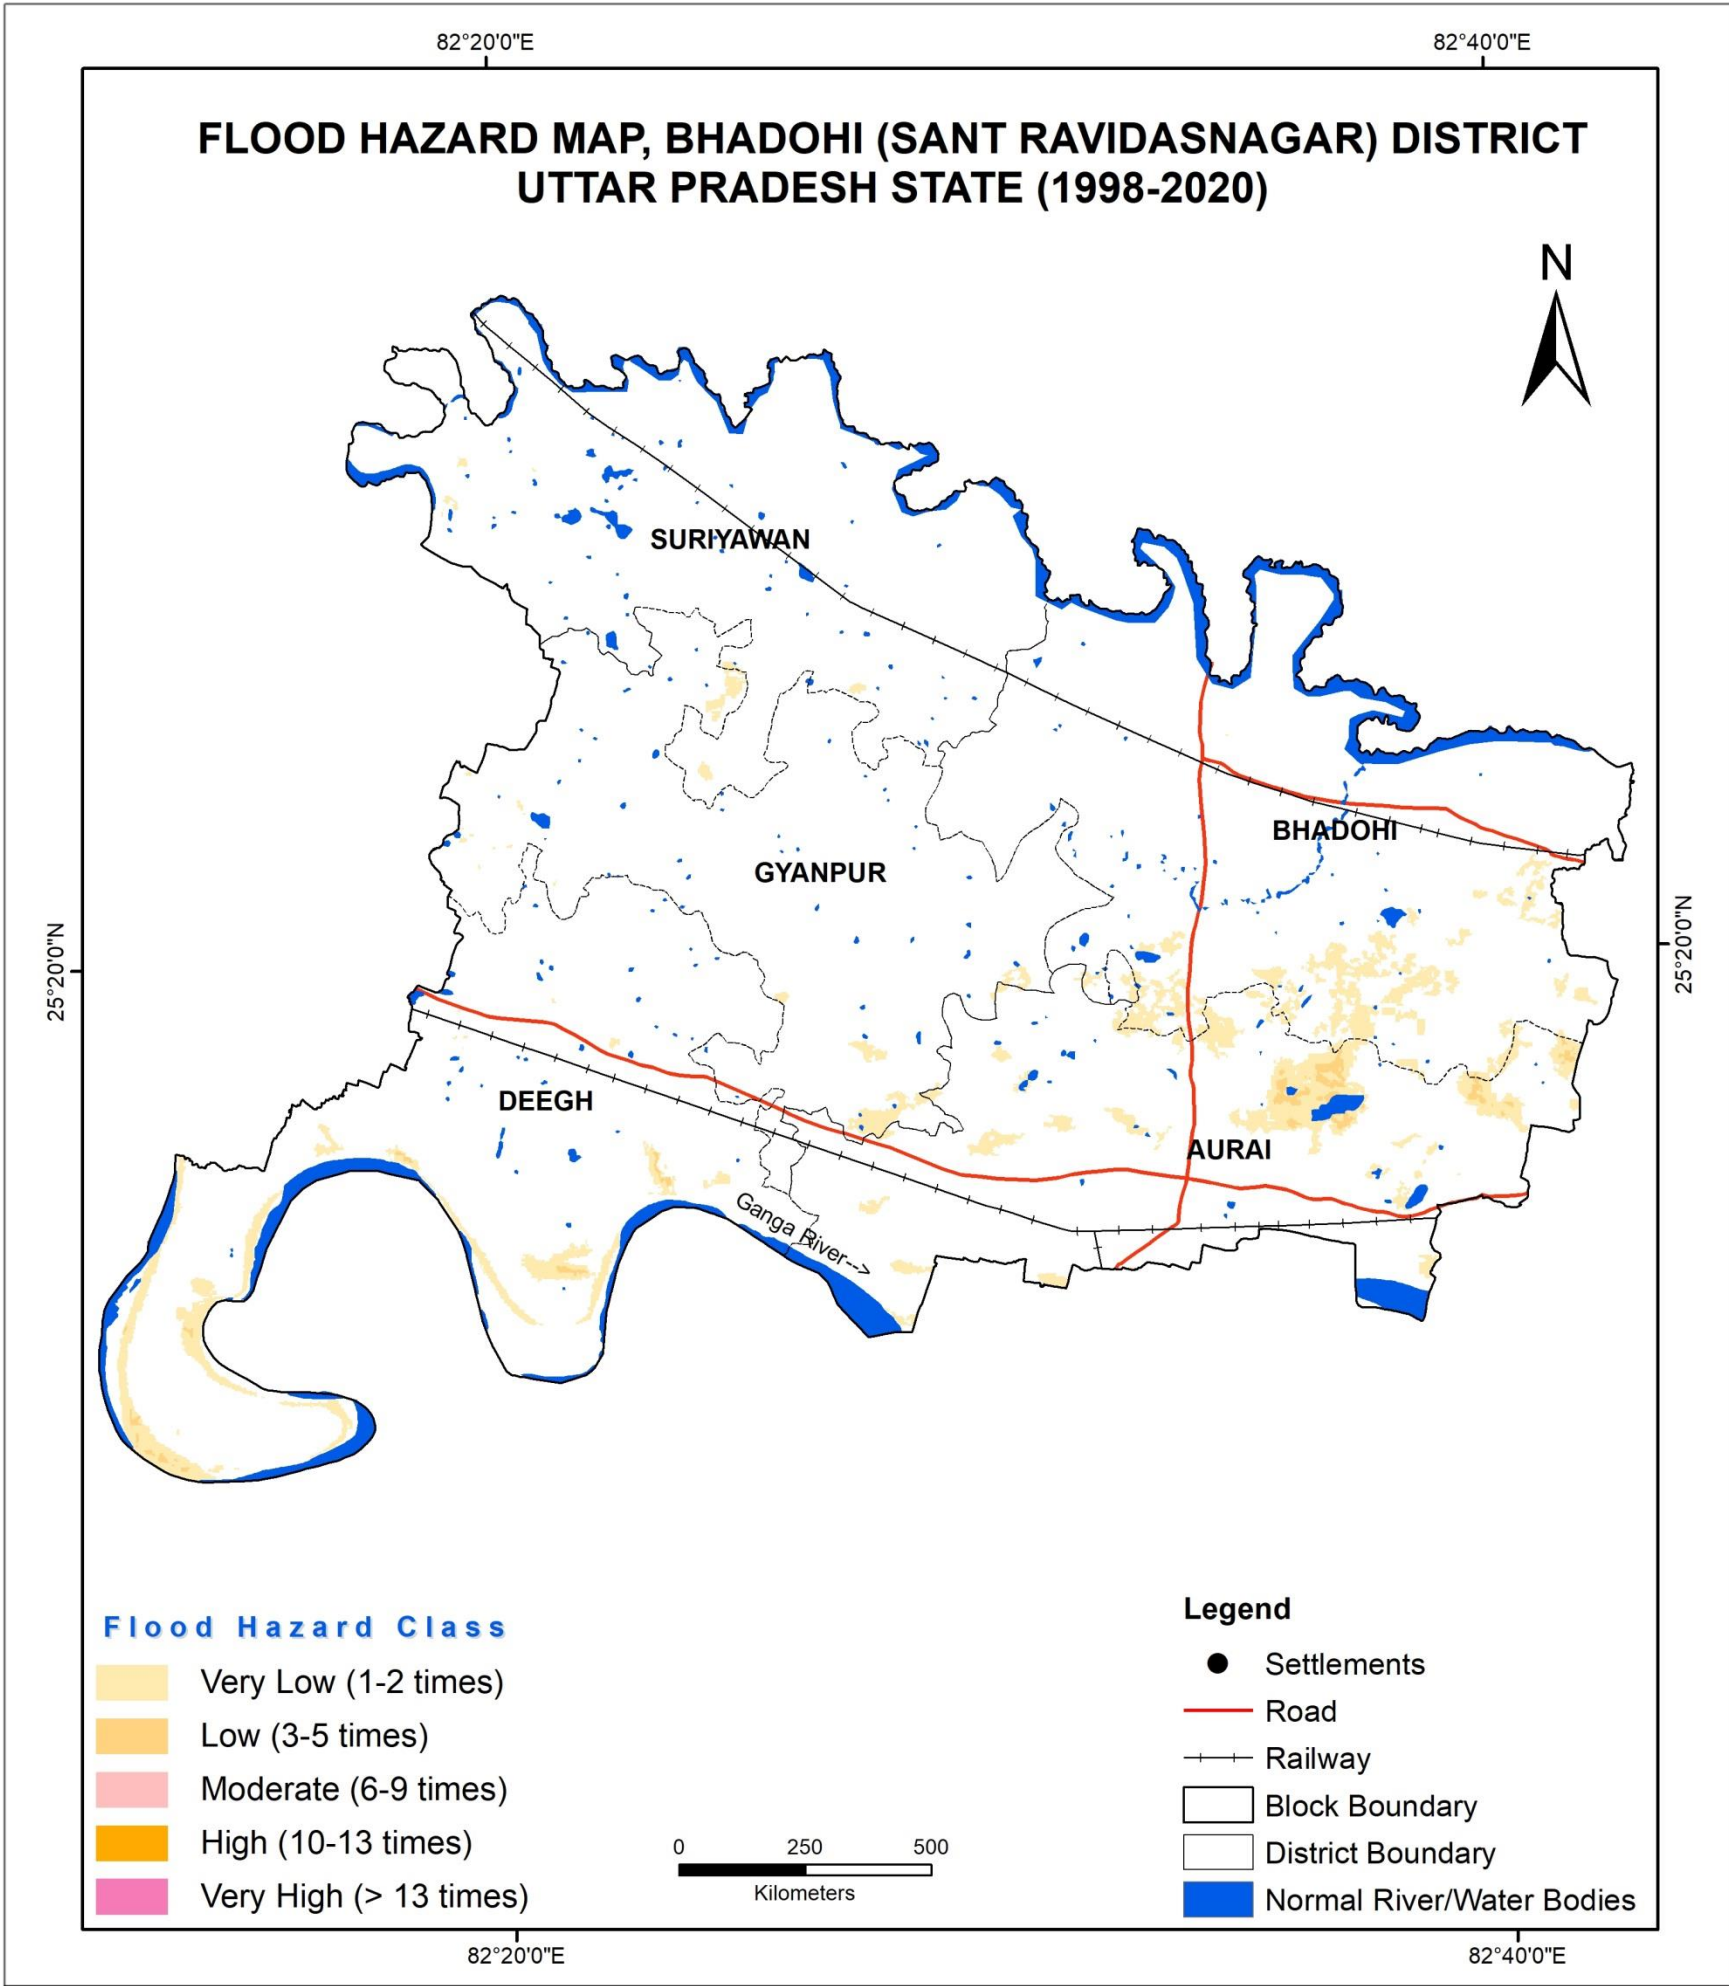 82°20'0"E
82°40'0"E
FLOOD HAZARD MAP, BHADOHI (SANT RAVIDASNAGAR) DISTRICT
UTTAR PRADESH STATE (1998-2020)
N
SURIYAWAN
BHADOHI
GYANPUR
25°20'0"N
25°20'0"N
DEEGH
AURAI
Ganga River-->
Flood Hazard Class
Very Low (1-2 times)
Low (3-5 times)
Moderate (6-9 times)
High (10-13 times)
Very High (> 13 times)
0 250 500
Kilometers
Legend
Settlements
Road
Railway
Block Boundary
District Boundary
Normal River/Water Bodies
82°20'0"E
82°40'0"E